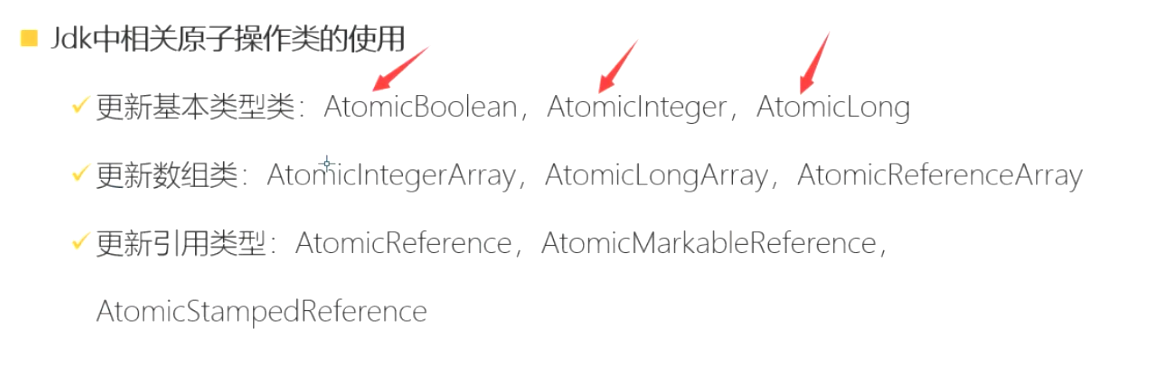 Jdk中相关原子操作类的使用
更新基本类型类：AtomicBoolean，AtomicInteger，AtomicLong
更新数组类：AtomicIntegerArray，AtomicLongArray，AtomicReferenceArray
更新引用类型：AtomicReference，AtomicMarkableReference，
AtomicStampedReference